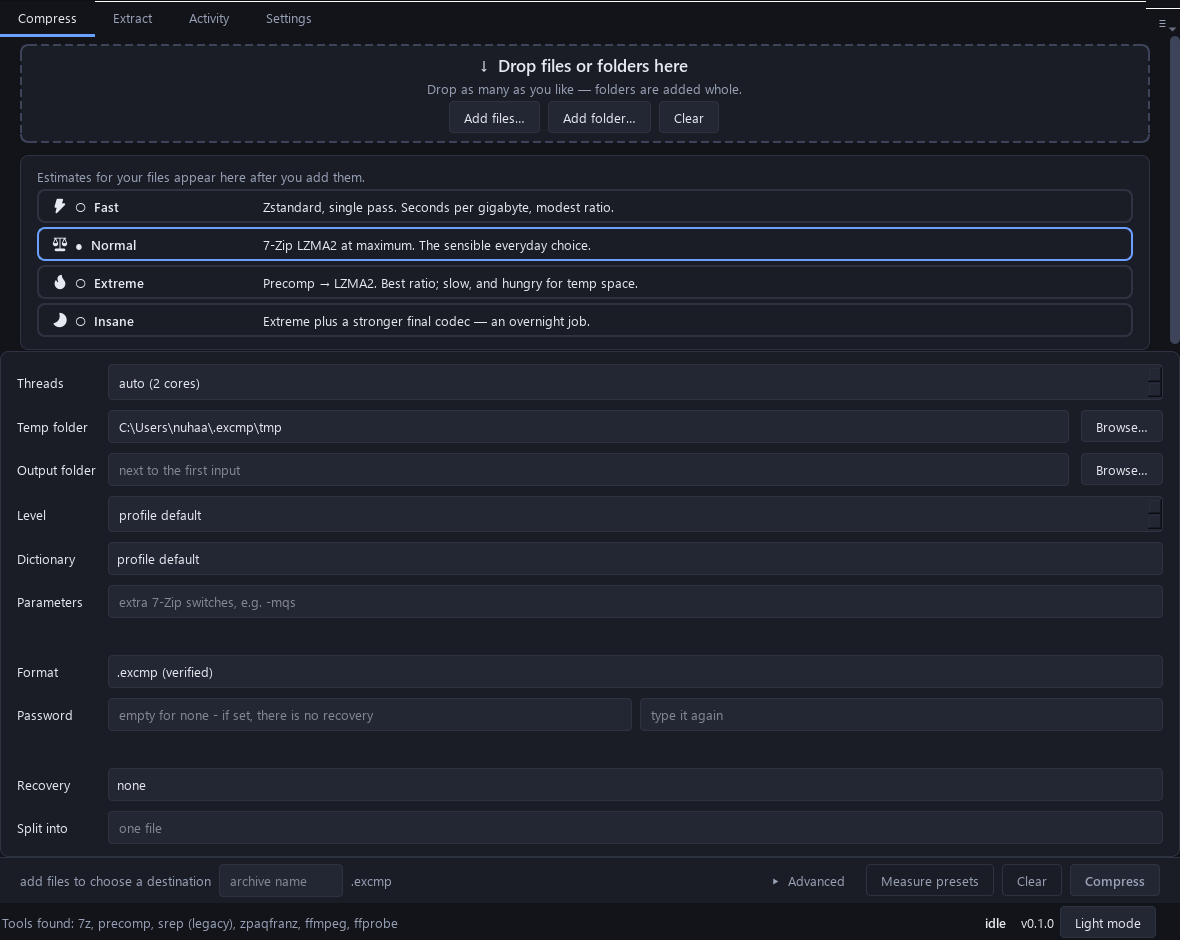 Compress Extract Activity Settings
↓ Drop files or folders here
Drop as many as you like — folders are added whole.
Add files... Add folder... Clear
Estimates for your files appear here after you add them.
Fast Zstandard, single pass. Seconds per gigabyte, modest ratio.
Normal 7-Zip LZMA2 at maximum. The sensible everyday choice.
Extreme Precomp → LZMA2. Best ratio; slow, and hungry for temp space.
Insane Extreme plus a stronger final codec — an overnight job.
Threads auto (2 cores)
Temp folder C:\Users\nuhaa\.excmp\tmp Browse...
Output folder next to the first input Browse...
Level profile default
Dictionary profile default
Parameters extra 7-Zip switches, e.g. -mqs
Format .excmp (verified)
Password empty for none - if set, there is no recovery type it again
Recovery none
Split into one file
add files to choose a destination archive name .excmp ▸ Advanced Measure presets Clear Compress
Tools found: 7z, precomp, srep (legacy), zpaqfranz, ffmpeg, ffprobe idle v0.1.0 Light mode